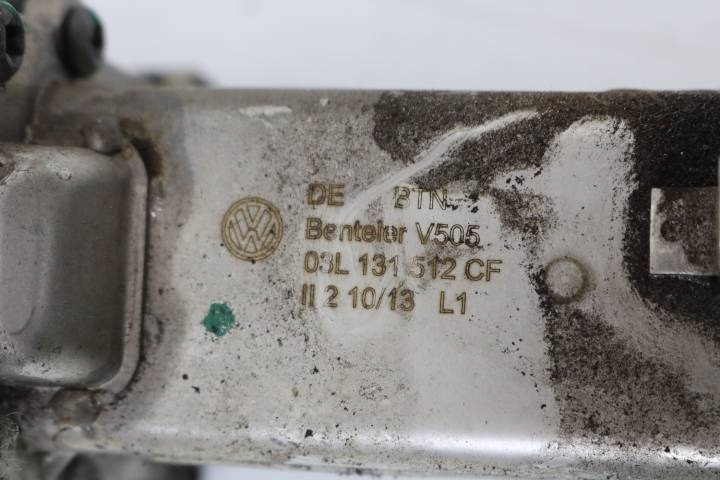 DE BTN
Benteler V505
03L 131 512 CF
II 2 10/13 L1